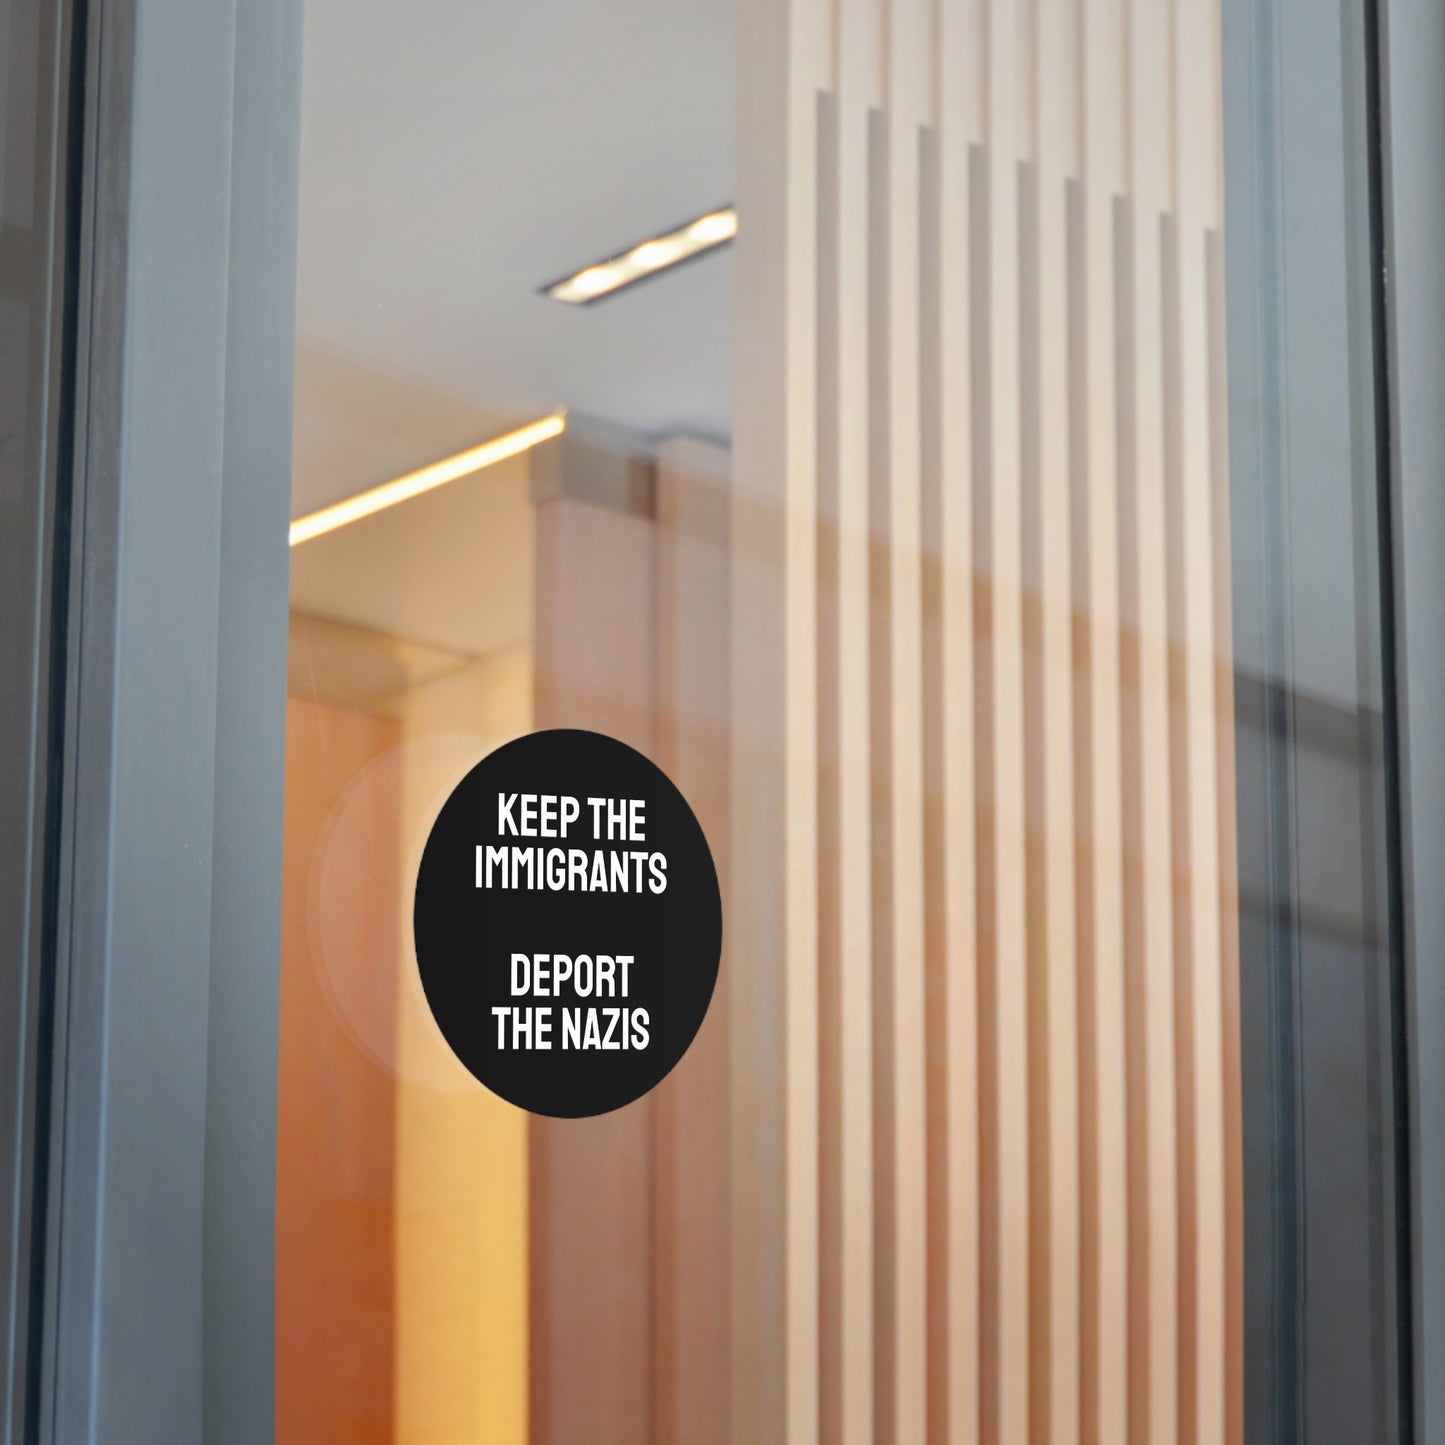 KEEP THE
IMMIGRANTS
DEPORT
THE NAZIS